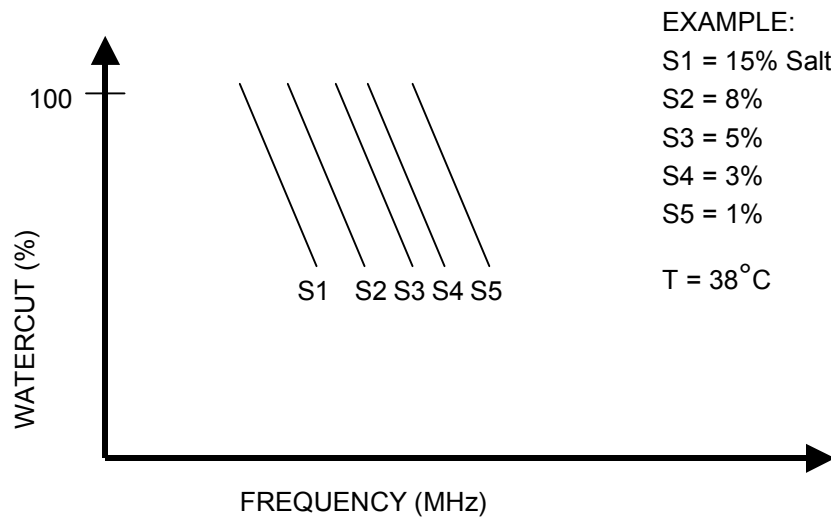 EXAMPLE:
S1 = 15% Salt
S2 = 8%
S3 = 5%
S4 = 3%
S5 = 1%
T = 38°C
100
WATERCUT (%)
S1 S2 S3 S4 S5
FREQUENCY (MHz)